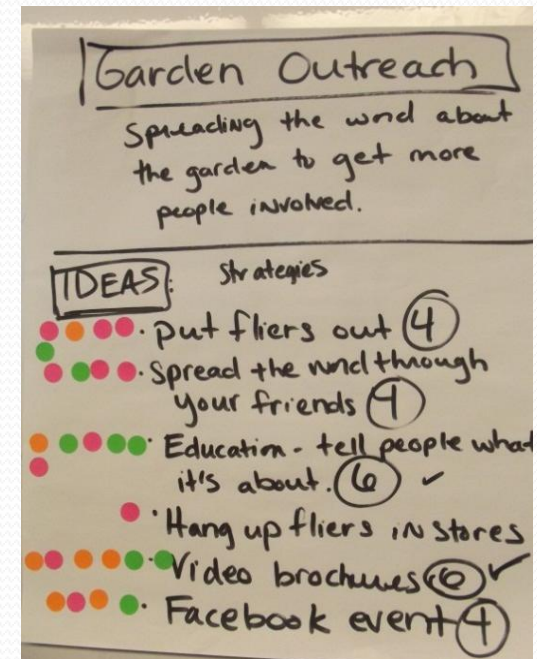 Garden Outreach
Spreading the word about
the garden to get more
people involved.
IDEAS: Strategies
· put fliers out 4
· Spread the word through
your friends 4
· Education - tell people what
it's about. 6 ✓
· Hang up fliers in stores
· Video brochures 6 ✓
· Facebook event 4